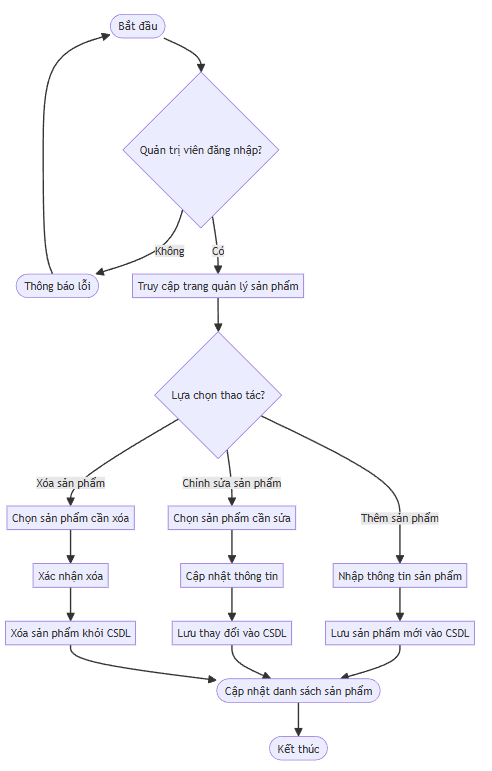 Bắt đầu
Quản trị viên đăng nhập?
Không
Có
Thông báo lỗi
Truy cập trang quản lý sản phẩm
Lựa chọn thao tác?
Xóa sản phẩm
Chỉnh sửa sản phẩm
Thêm sản phẩm
Chọn sản phẩm cần xóa
Chọn sản phẩm cần sửa
Xác nhận xóa
Cập nhật thông tin
Nhập thông tin sản phẩm
Xóa sản phẩm khỏi CSDL
Lưu thay đổi vào CSDL
Lưu sản phẩm mới vào CSDL
Cập nhật danh sách sản phẩm
Kết thúc